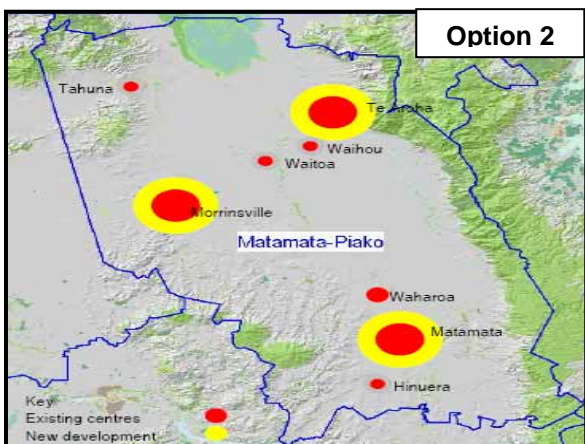 Option 2
Tahuna
Te Aroha
Waihou
Waitoa
Morrinsville
Matamata-Piako
Waharoa
Matamata
Hinuera
Key
Existing centres
New development